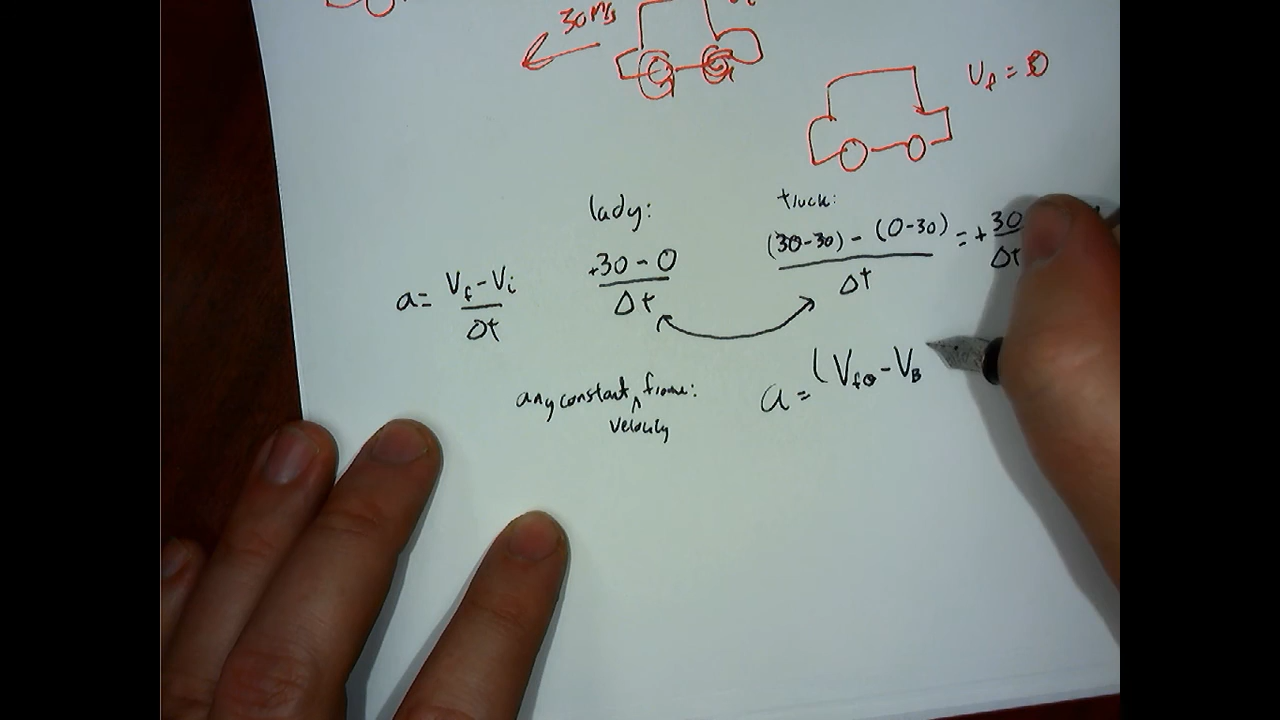 30 m/s
V_f = 0
lady:
truck:
a = (V_f - V_i)/Δt
(+30 - 0)/Δt
((30-30) - (0-30))/Δt = +30/Δt
any constant velocity frame:
a = (V_f0 - V_B